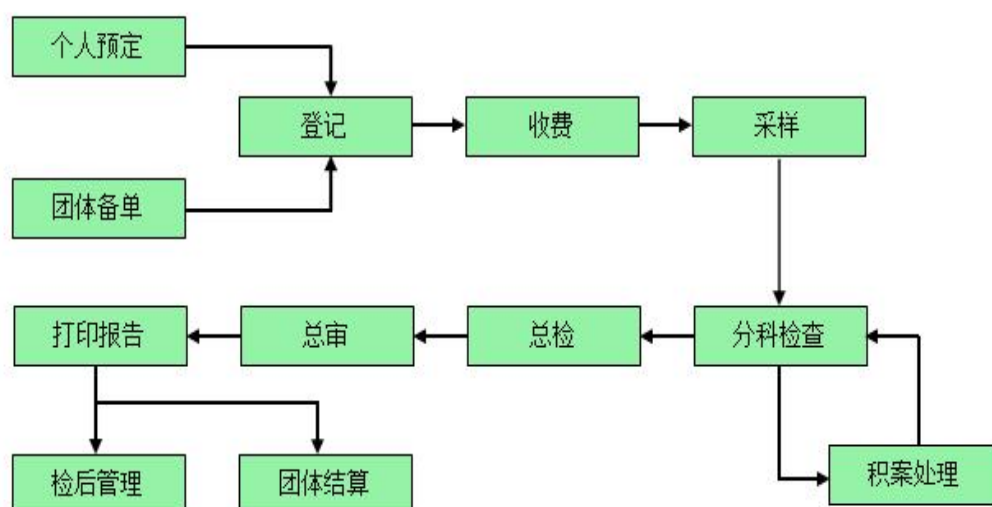 个人预定
登记
收费
采样
团体备单
打印报告
总审
总检
分科检查
检后管理
团体结算
积案处理